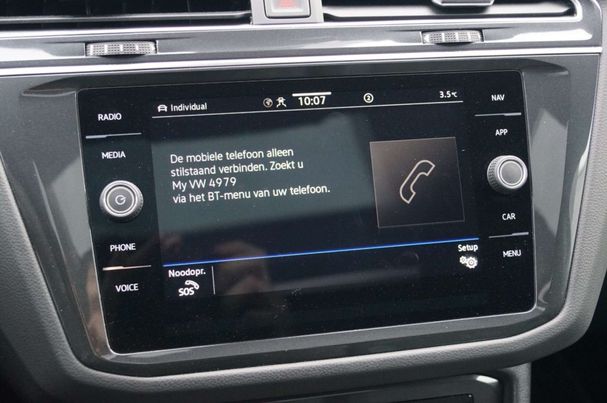 Individual 10:07 2 3.5°C
RADIO
MEDIA
PHONE
VOICE
De mobiele telefoon alleen
stilstaand verbinden. Zoekt u
My VW 4979
via het BT-menu van uw telefoon.
Noodopr.
SOS
Setup
NAV
APP
CAR
MENU